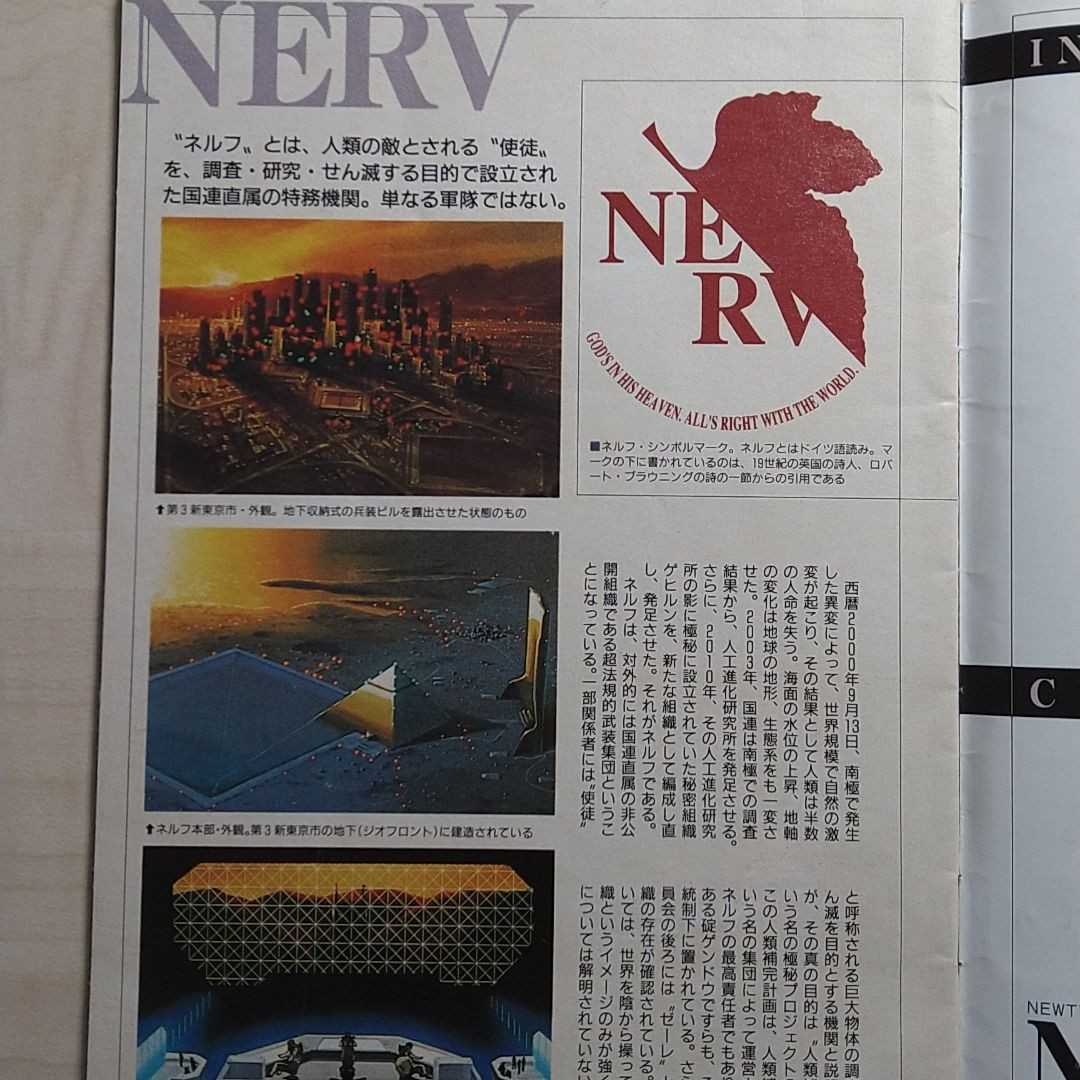 NERV
〝ネルフ〟とは、人類の敵とされる〝使徒〟
を、調査・研究・せん滅する目的で設立され
た国連直属の特務機関。単なる軍隊ではない。
⬆第3新東京市・外観。地下収納式の兵装ビルを露出させた状態のもの
⬆ネルフ本部・外観。第3新東京市の地下(ジオフロント)に建造されている
NE
RV
GOD'S IN HIS HEAVEN. ALL'S RIGHT WITH THE WORLD.
■ネルフ・シンボルマーク。ネルフとはドイツ語読み。マ
ークの下に書かれているのは、19世紀の英国の詩人、ロバ
ート・ブラウニングの詩の一節からの引用である
西暦2000年9月13日、南極で発生
した異変によって、世界規模で自然の激
変が起こり、その結果として人類は半数
の人命を失う。海面の水位の上昇、地軸
の変化は地球の地形、生態系をも一変さ
せた。2003年、国連は南極での調査
結果から、人工進化研究所を発足させる。
さらに、2010年、その人工進化研究
所の影に極秘に設立されていた秘密組織
ゲヒルンを、新たな組織として編成し直
し、発足させた。それがネルフである。
ネルフは、対外的には国連直属の非公
開組織である超法規的武装集団というこ
とになっている。一部関係者には〝使徒〟
と呼称される巨大物体の調
ん滅を目的とする機関と説
が、その真の目的は〝人類
いう名の極秘プロジェクト
この人類補完計画は、人類
いう名の集団によって運営
ネルフの最高責任者でもあ
ある碇ゲンドウですらも、
統制下に置かれている。さ
員会の後ろには〝ゼーレ〟
織の存在が確認されている。
いては、世界を陰から操って
織というイメージのみが強く
については解明されていない
IN
C
NEWT